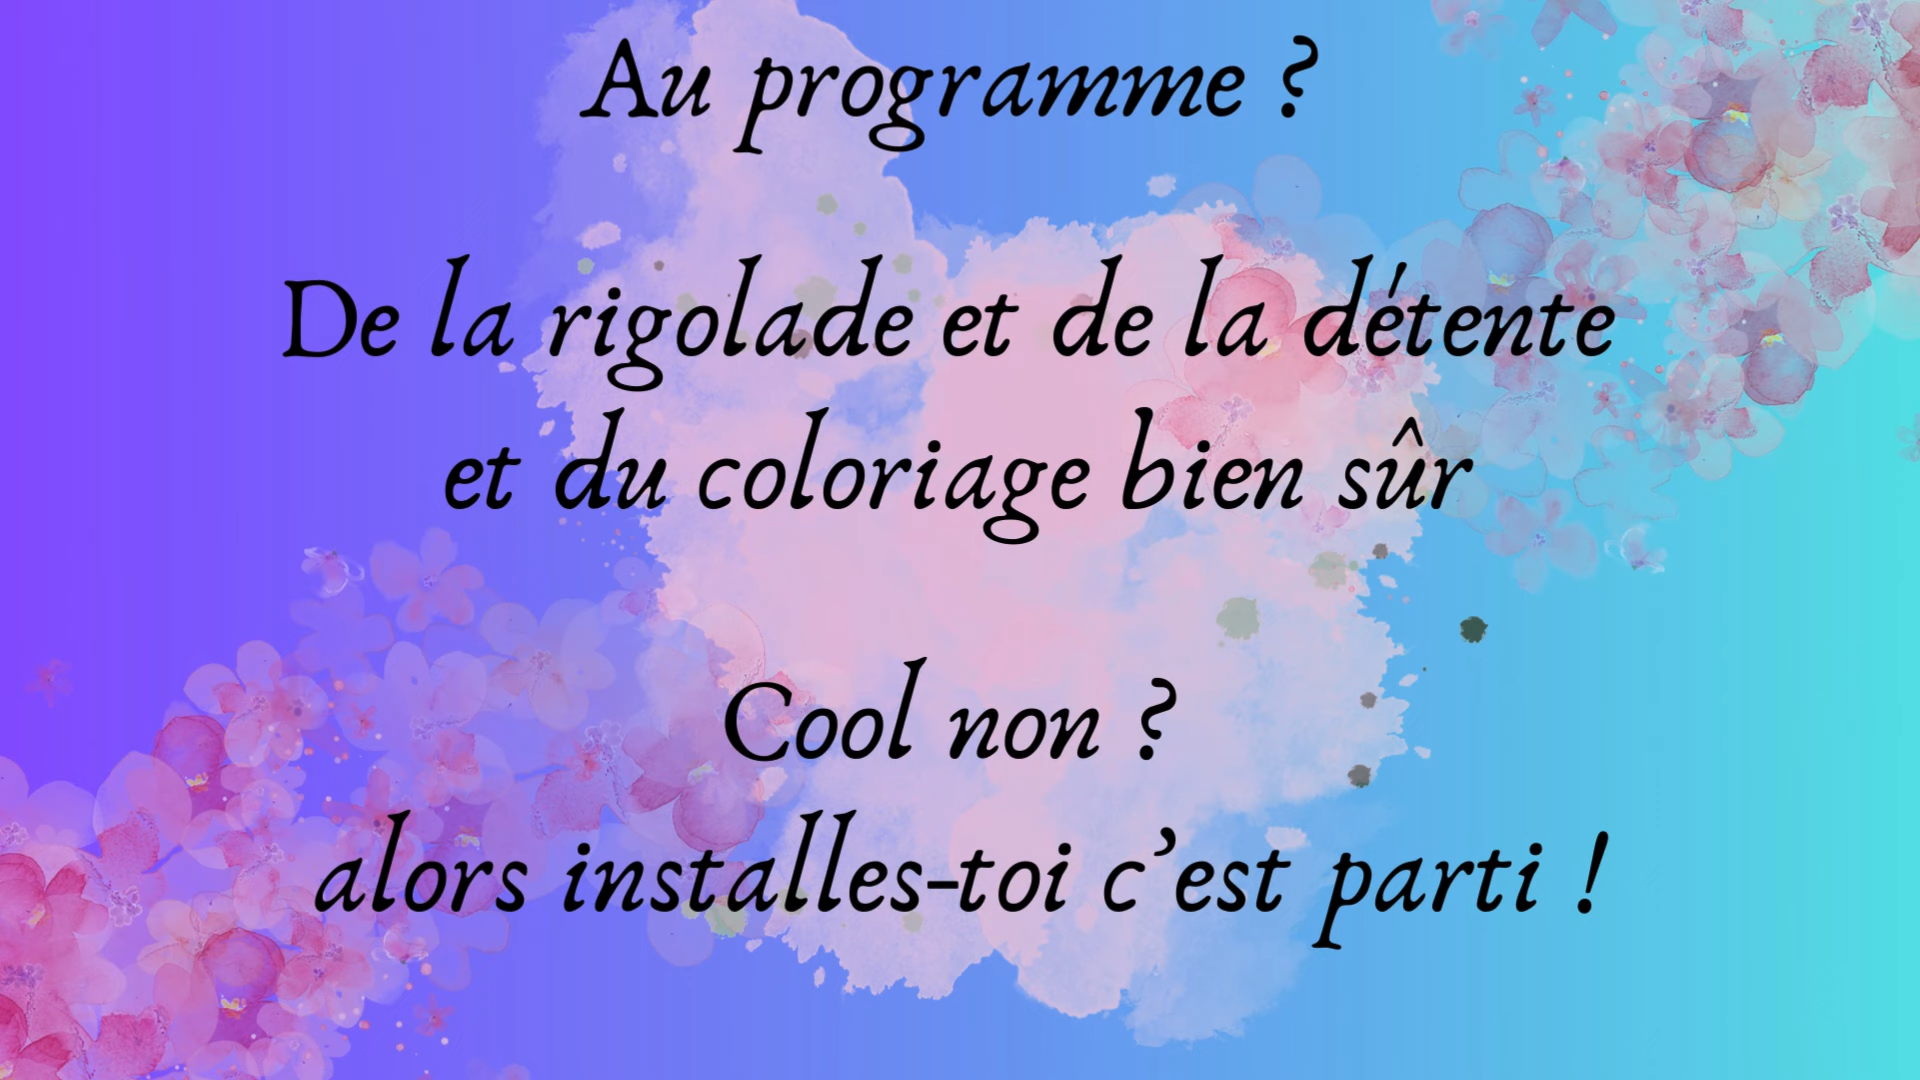 Au programme ?
De la rigolade et de la détente
et du coloriage bien sûr
Cool non ?
alors installes-toi c’est parti !